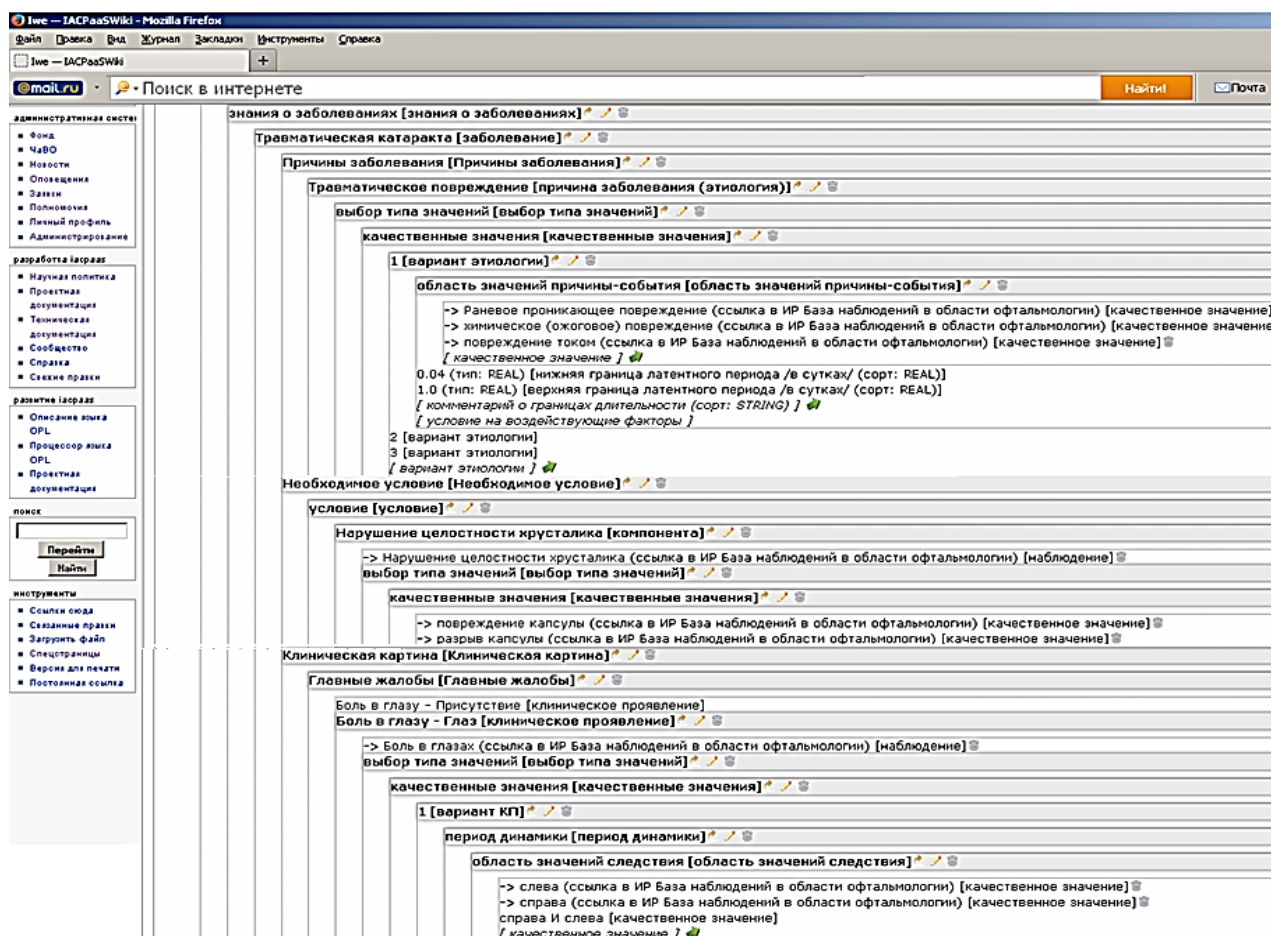 Iwe — IACPaaSWiki - Mozilla Firefox
Файл Правка Вид Журнал Закладки Инструменты Справка
Iwe — IACPaaSWiki +
@mail.ru Поиск в интернете Найти! Почта
административная систе
Фонд
ЧаВО
Новости
Оповещения
Заявки
Полномочия
Личный профиль
Администрирование
разработка iacpaas
Научная политика
Проектная
документация
Техническая
документация
Сообщество
Справка
Свежие правки
развитие iacpaas
Описание языка
OPL
Процессор языка
OPL
Проектная
документация
поиск
Перейти
Найти
инструменты
Ссылки сюда
Связанные правки
Загрузить файл
Спецстраницы
Версия для печати
Постоянная ссылка
знания о заболеваниях [знания о заболеваниях]
Травматическая катаракта [заболевание]
Причины заболевания [Причины заболевания]
Травматическое повреждение [причина заболевания (этиология)]
выбор типа значений [выбор типа значений]
качественные значения [качественные значения]
1 [вариант этиологии]
область значений причины-события [область значений причины-события]
-> Раневое проникающее повреждение (ссылка в ИР База наблюдений в области офтальмологии) [качественное значение]
-> химическое (ожоговое) повреждение (ссылка в ИР База наблюдений в области офтальмологии) [качественное значение
-> повреждение током (ссылка в ИР База наблюдений в области офтальмологии) [качественное значение]
[ качественное значение ]
0.04 (тип: REAL) [нижняя граница латентного периода /в сутках/ (сорт: REAL)]
1.0 (тип: REAL) [верхняя граница латентного периода /в сутках/ (сорт: REAL)]
[ комментарий о границах длительности (сорт: STRING) ]
[ условие на воздействующие факторы ]
2 [вариант этиологии]
3 [вариант этиологии]
[ вариант этиологии ]
Необходимое условие [Необходимое условие]
условие [условие]
Нарушение целостности хрусталика [компонента]
-> Нарушение целостности хрусталика (ссылка в ИР База наблюдений в области офтальмологии) [наблюдение]
выбор типа значений [выбор типа значений]
качественные значения [качественные значения]
-> повреждение капсулы (ссылка в ИР База наблюдений в области офтальмологии) [качественное значение]
-> разрыв капсулы (ссылка в ИР База наблюдений в области офтальмологии) [качественное значение]
Клиническая картина [Клиническая картина]
Главные жалобы [Главные жалобы]
Боль в глазу - Присутствие [клиническое проявление]
Боль в глазу - Глаз [клиническое проявление]
-> Боль в глазах (ссылка в ИР База наблюдений в области офтальмологии) [наблюдение]
выбор типа значений [выбор типа значений]
качественные значения [качественные значения]
1 [вариант КП]
период динамики [период динамики]
область значений следствия [область значений следствия]
-> слева (ссылка в ИР База наблюдений в области офтальмологии) [качественное значение]
-> справа (ссылка в ИР База наблюдений в области офтальмологии) [качественное значение]
справа И слева [качественное значение]
[ качественное значение ]